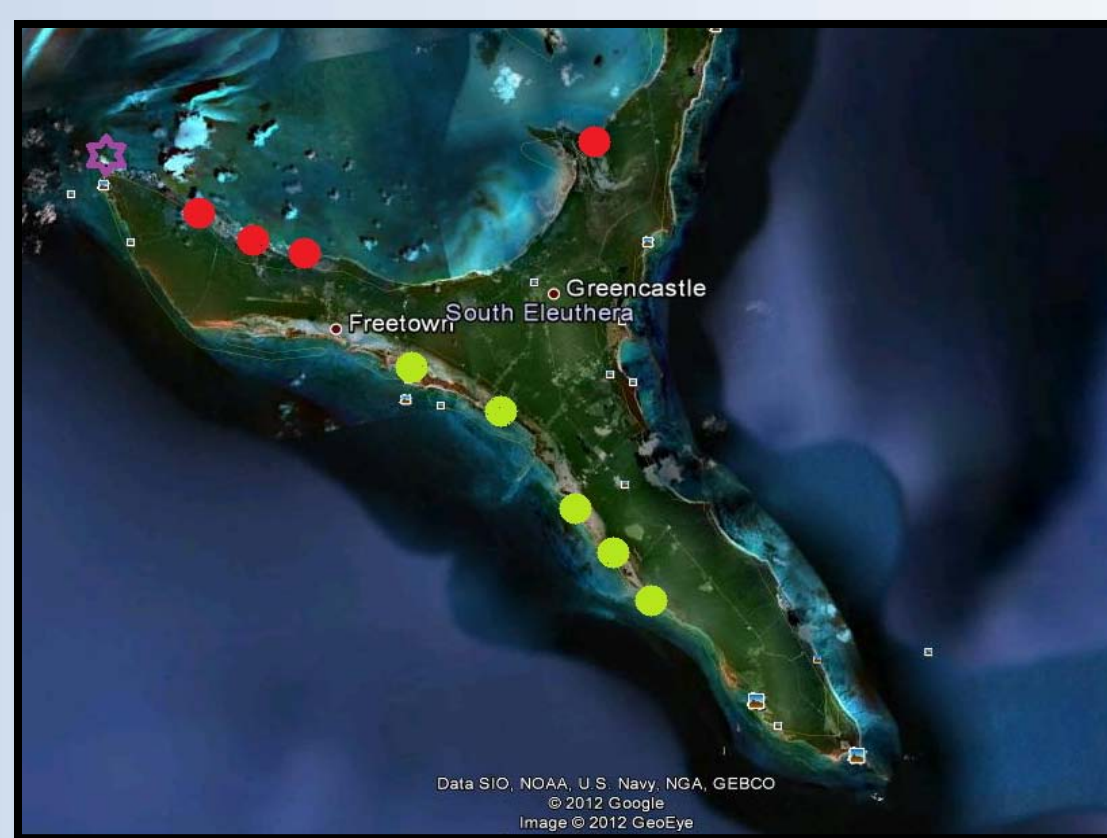 Greencastle
South Eleuthera
Freetown
Data SIO, NOAA, U.S. Navy, NGA, GEBCO
© 2012 Google
Image © 2012 GeoEye